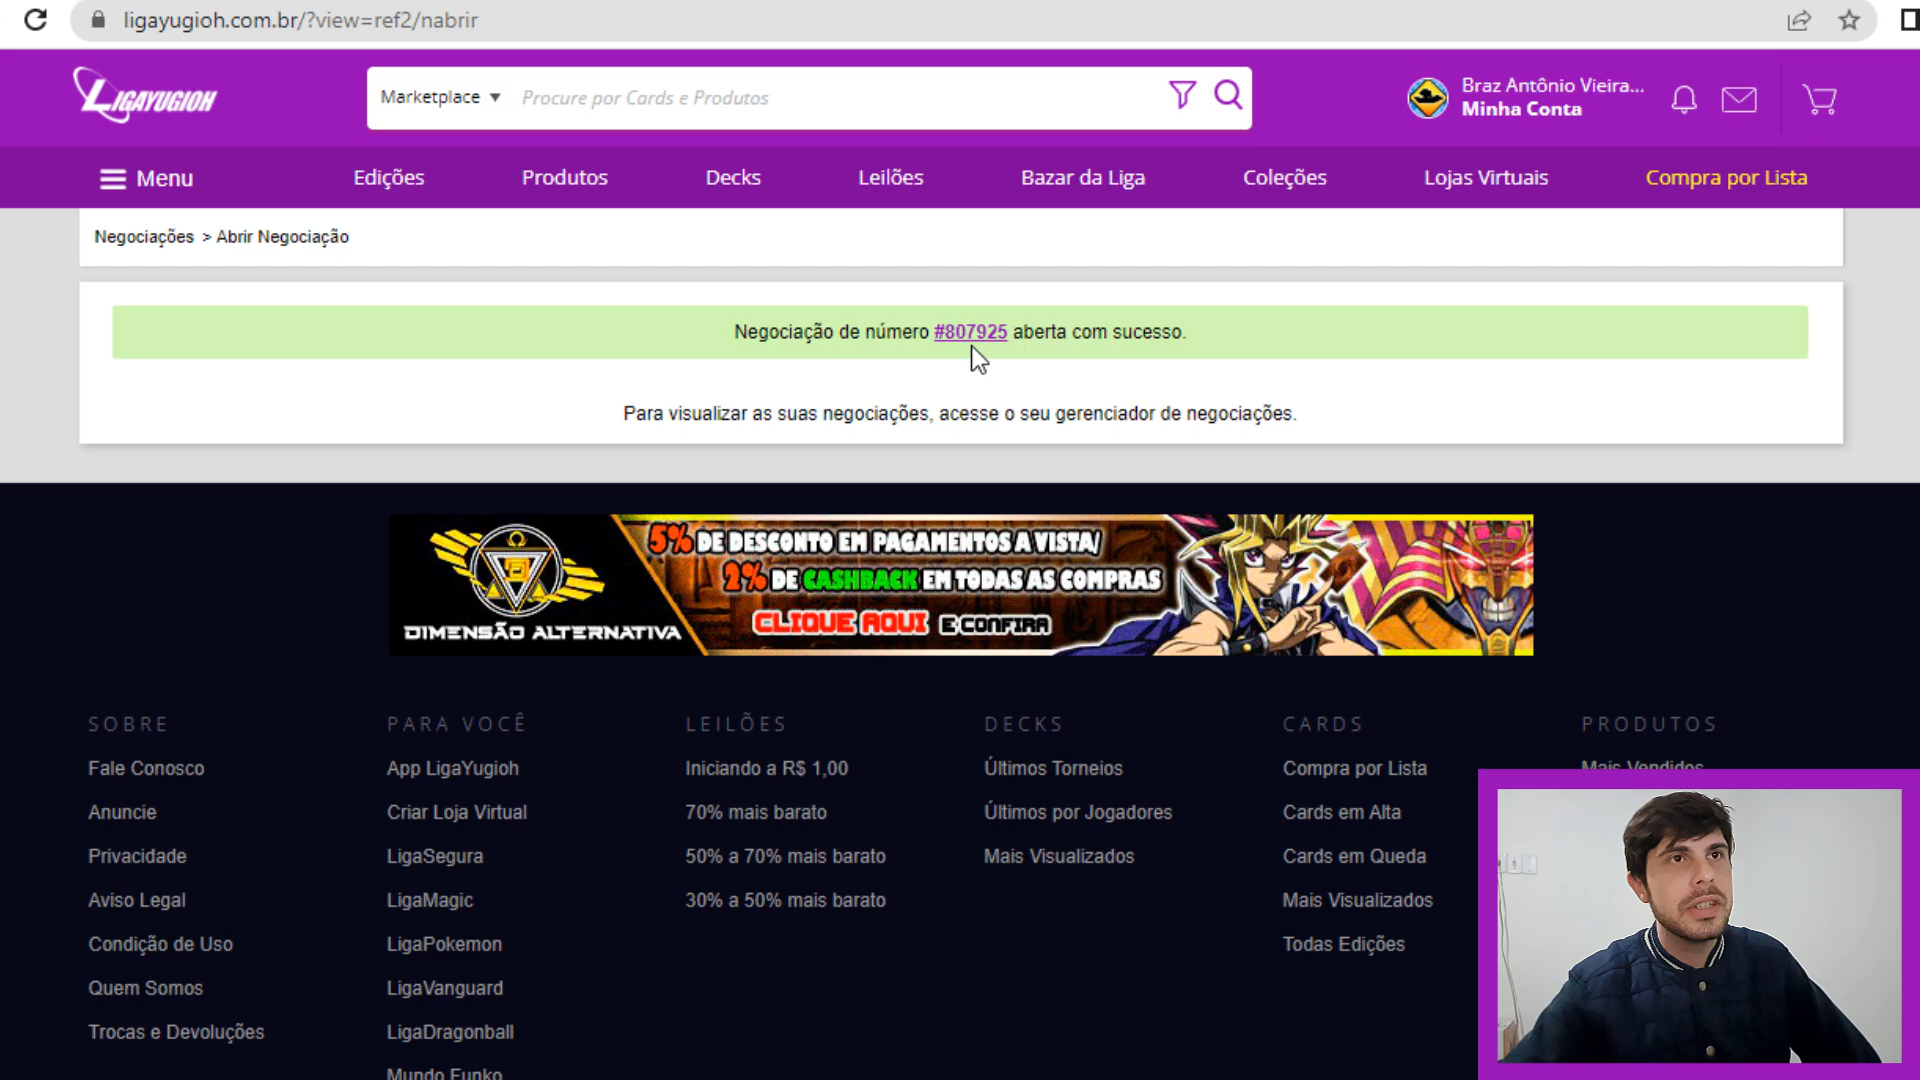 ligayugioh.com.br/?view=ref2/nabrir
LIGAYUGIOH
Marketplace ▼ Procure por Cards e Produtos
Braz Antônio Vieira...
Minha Conta
Menu Edições Produtos Decks Leilões Bazar da Liga Coleções Lojas Virtuais Compra por Lista
Negociações > Abrir Negociação
Negociação de número #807925 aberta com sucesso.
Para visualizar as suas negociações, acesse o seu gerenciador de negociações.
5% DE DESCONTO EM PAGAMENTOS A VISTA/
2% DE CASHBACK EM TODAS AS COMPRAS
CLIQUE AQUI E CONFIRA
DIMENSÃO ALTERNATIVA
SOBRE
Fale Conosco
Anuncie
Privacidade
Aviso Legal
Condição de Uso
Quem Somos
Trocas e Devoluções
PARA VOCÊ
App LigaYugioh
Criar Loja Virtual
LigaSegura
LigaMagic
LigaPokemon
LigaVanguard
LigaDragonball
Mundo Funko
LEILÕES
Iniciando a R$ 1,00
70% mais barato
50% a 70% mais barato
30% a 50% mais barato
DECKS
Últimos Torneios
Últimos por Jogadores
Mais Visualizados
CARDS
Compra por Lista
Cards em Alta
Cards em Queda
Mais Visualizados
Todas Edições
PRODUTOS
Mais Vendidos